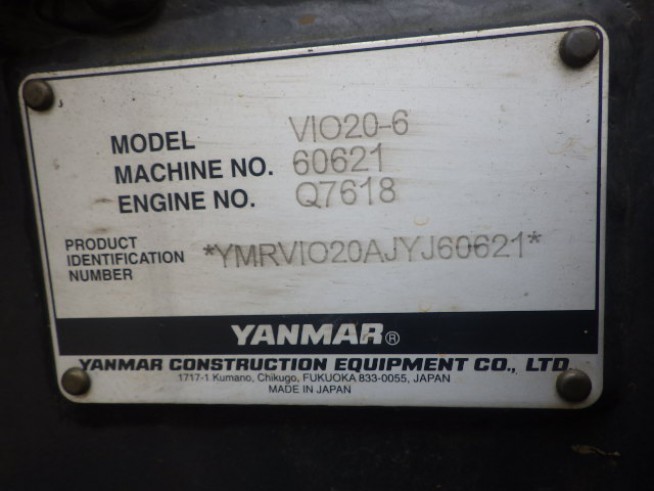 MODEL VIO20-6
MACHINE NO. 60621
ENGINE NO. Q7618
PRODUCT
IDENTIFICATION
NUMBER
*YMRVIO20AJYJ60621*
YANMAR®
YANMAR CONSTRUCTION EQUIPMENT CO., LTD.
1717-1 Kumano, Chikugo, FUKUOKA 833-0055, JAPAN
MADE IN JAPAN